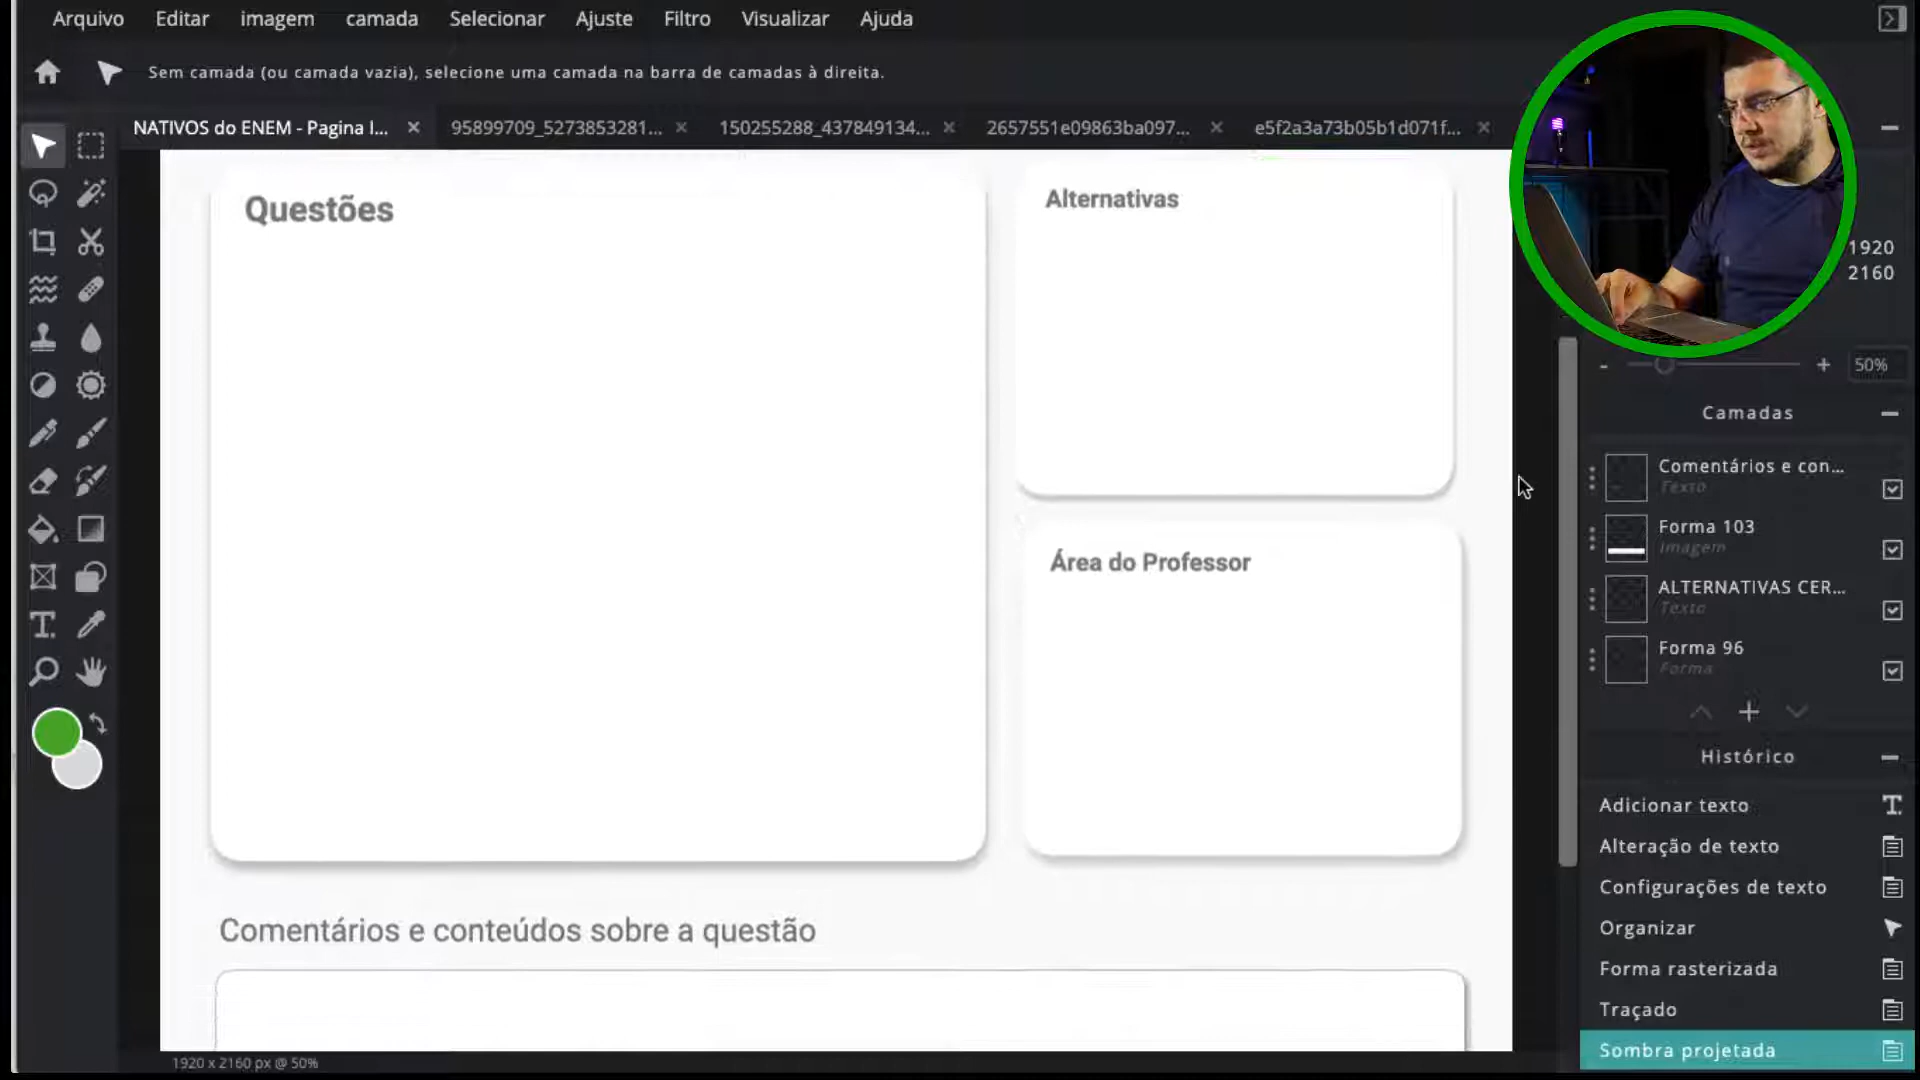 Arquivo Editar imagem camada Selecionar Ajuste Filtro Visualizar Ajuda
Sem camada (ou camada vazia), selecione uma camada na barra de camadas à direita.
NATIVOS do ENEM - Pagina I... 95899709_5273853281... 150255288_437849134... 2657551e09863ba097... e5f2a3a73b05b1d071f...
Questões
Alternativas
Área do Professor
Comentários e conteúdos sobre a questão
1920 x 2160 px @ 50%
1920
2160
- + 50%
Camadas
Comentários e con...
Texto
Forma 103
Imagem
ALTERNATIVAS CER...
Texto
Forma 96
Forma
Histórico
Adicionar texto
Alteração de texto
Configurações de texto
Organizar
Forma rasterizada
Traçado
Sombra projetada